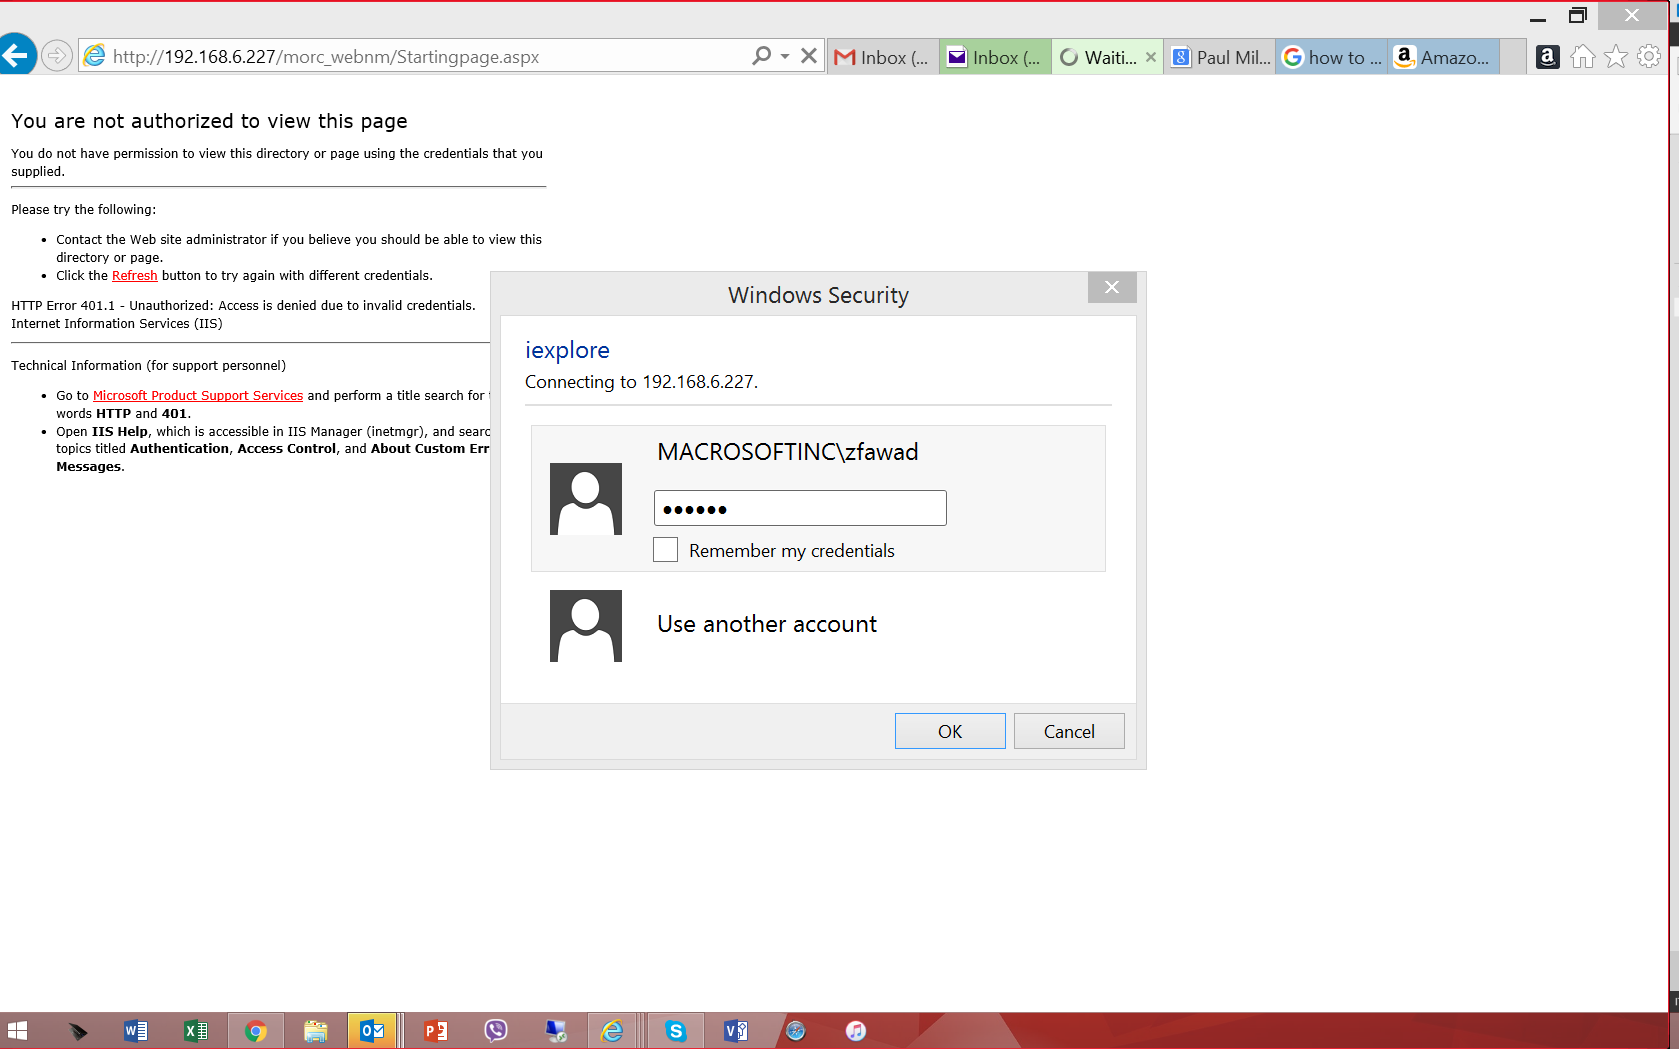 http://192.168.6.227/morc_webnm/Startingpage.aspx
Inbox (...
Inbox (...
Waiti...
Paul Mil...
how to ...
Amazo...
You are not authorized to view this page
You do not have permission to view this directory or page using the credentials that you
supplied.
Please try the following:
Contact the Web site administrator if you believe you should be able to view this
directory or page.
Click the Refresh button to try again with different credentials.
HTTP Error 401.1 - Unauthorized: Access is denied due to invalid credentials.
Internet Information Services (IIS)
Technical Information (for support personnel)
Go to Microsoft Product Support Services and perform a title search for
words HTTP and 401.
Open IIS Help, which is accessible in IIS Manager (inetmgr), and searc
topics titled Authentication, Access Control, and About Custom Err
Messages.
Windows Security
iexplore
Connecting to 192.168.6.227.
MACROSOFTINC\zfawad
••••••
Remember my credentials
Use another account
OK
Cancel